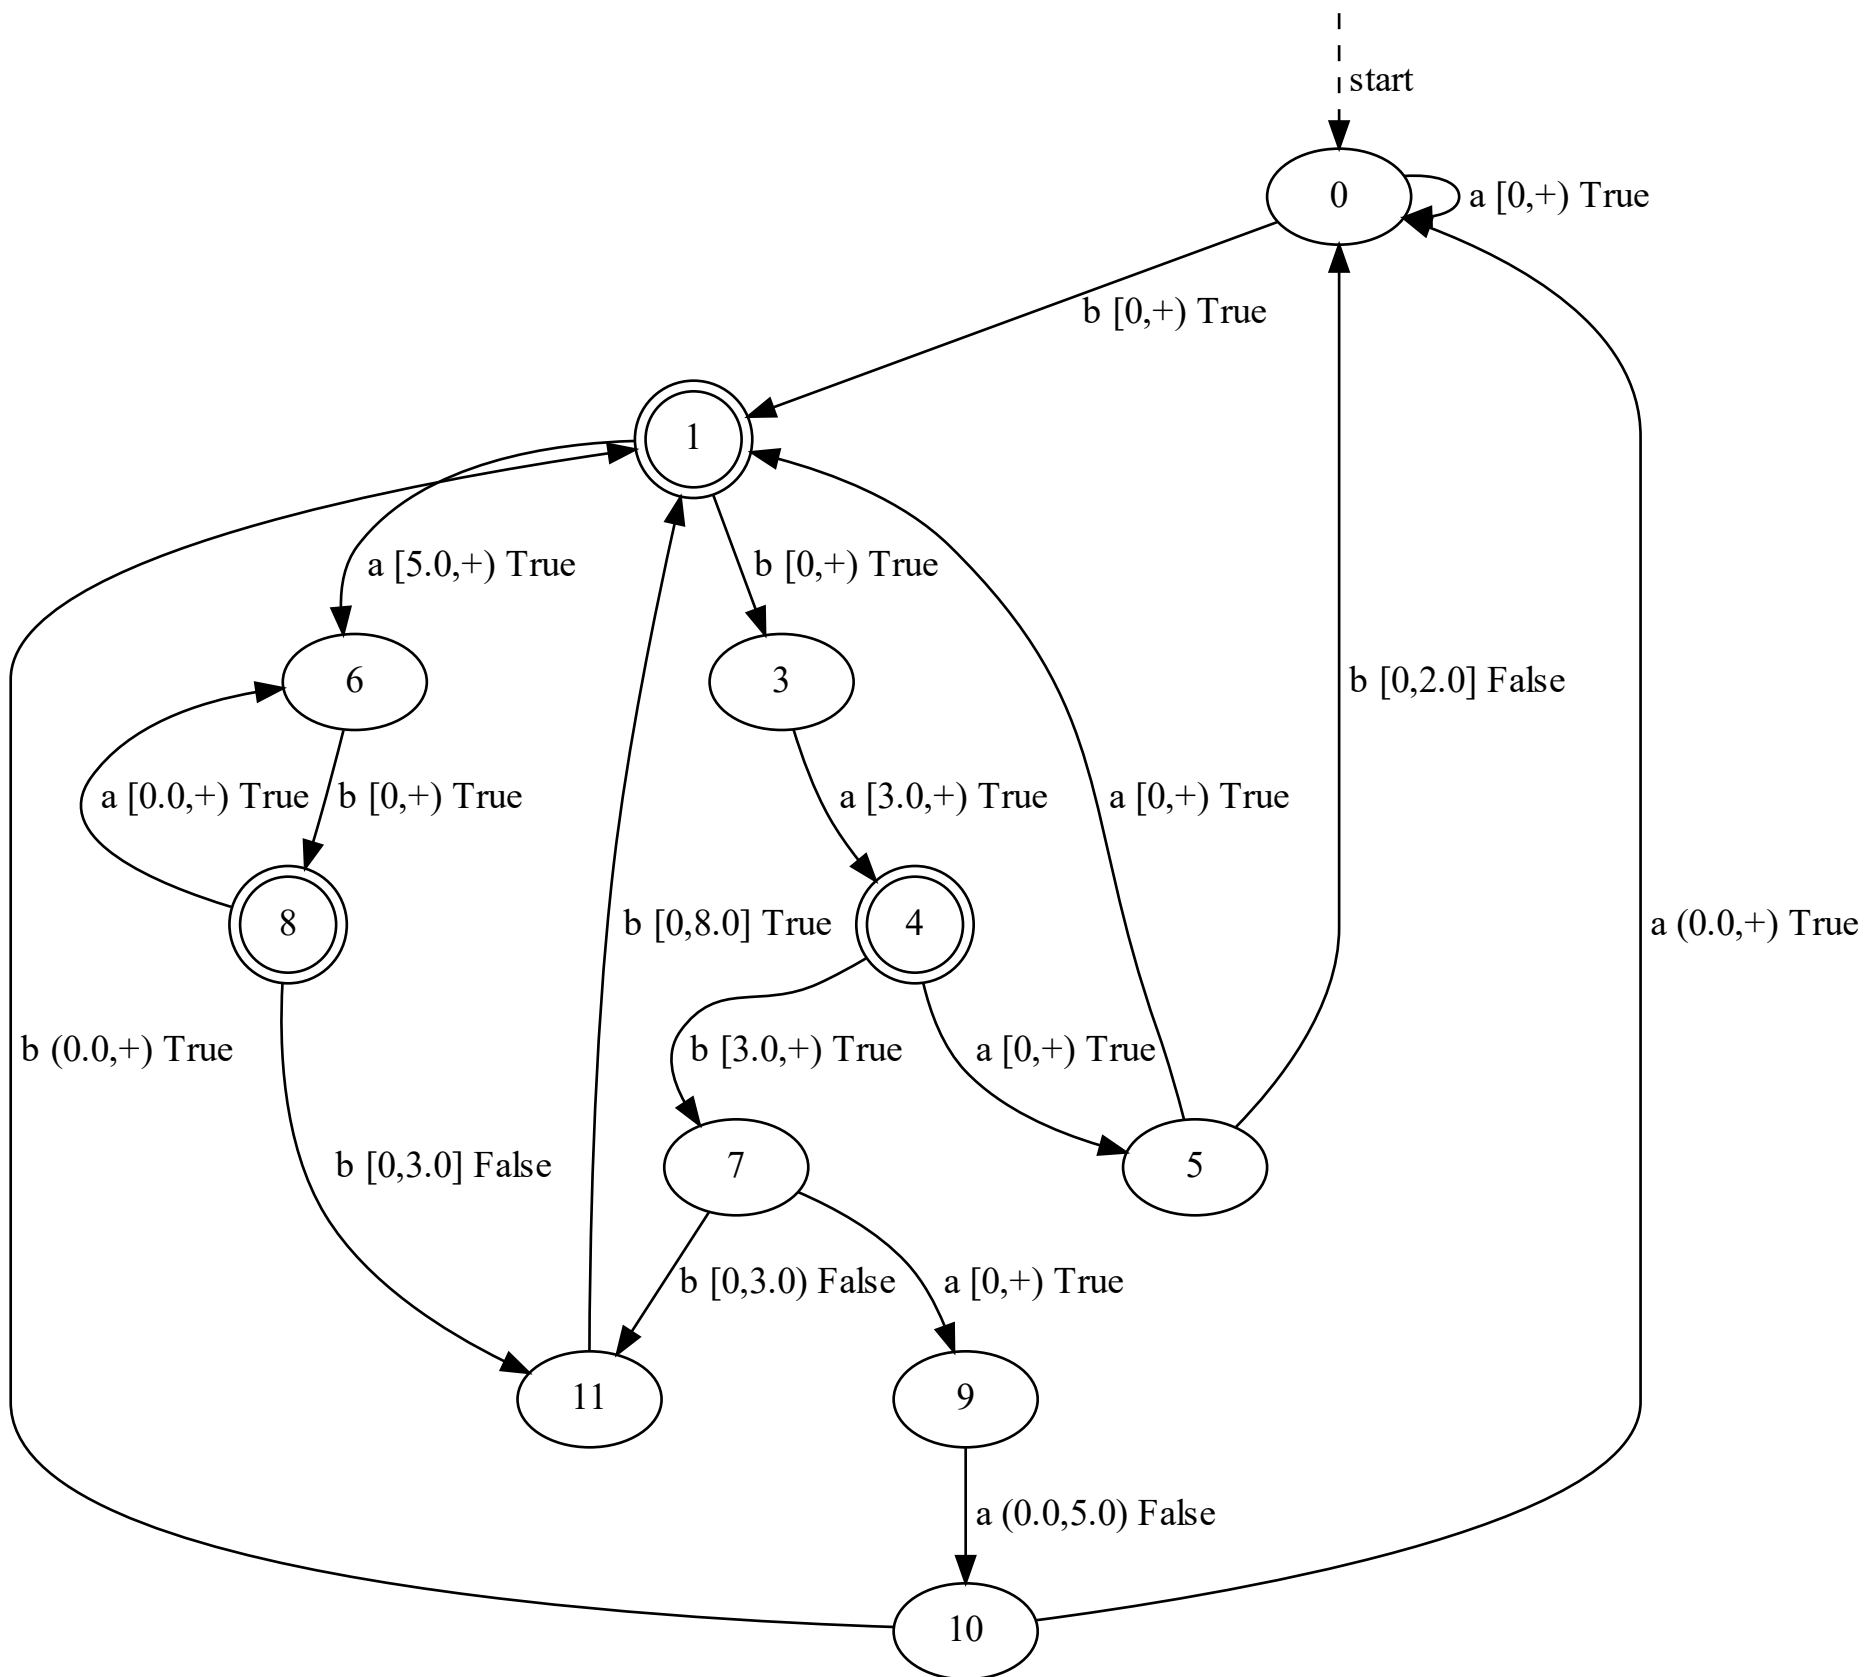 start
0
a [0,+) True
b [0,+) True
1
a [5.0,+) True
b [0,+) True
6
3
b [0,2.0] False
a [0.0,+) True
b [0,+) True
a [3.0,+) True
a [0,+) True
8
b [0,8.0] True
4
a (0.0,+) True
b (0.0,+) True
b [3.0,+) True
a [0,+) True
b [0,3.0] False
7
5
b [0,3.0) False
a [0,+) True
11
9
a (0.0,5.0) False
10